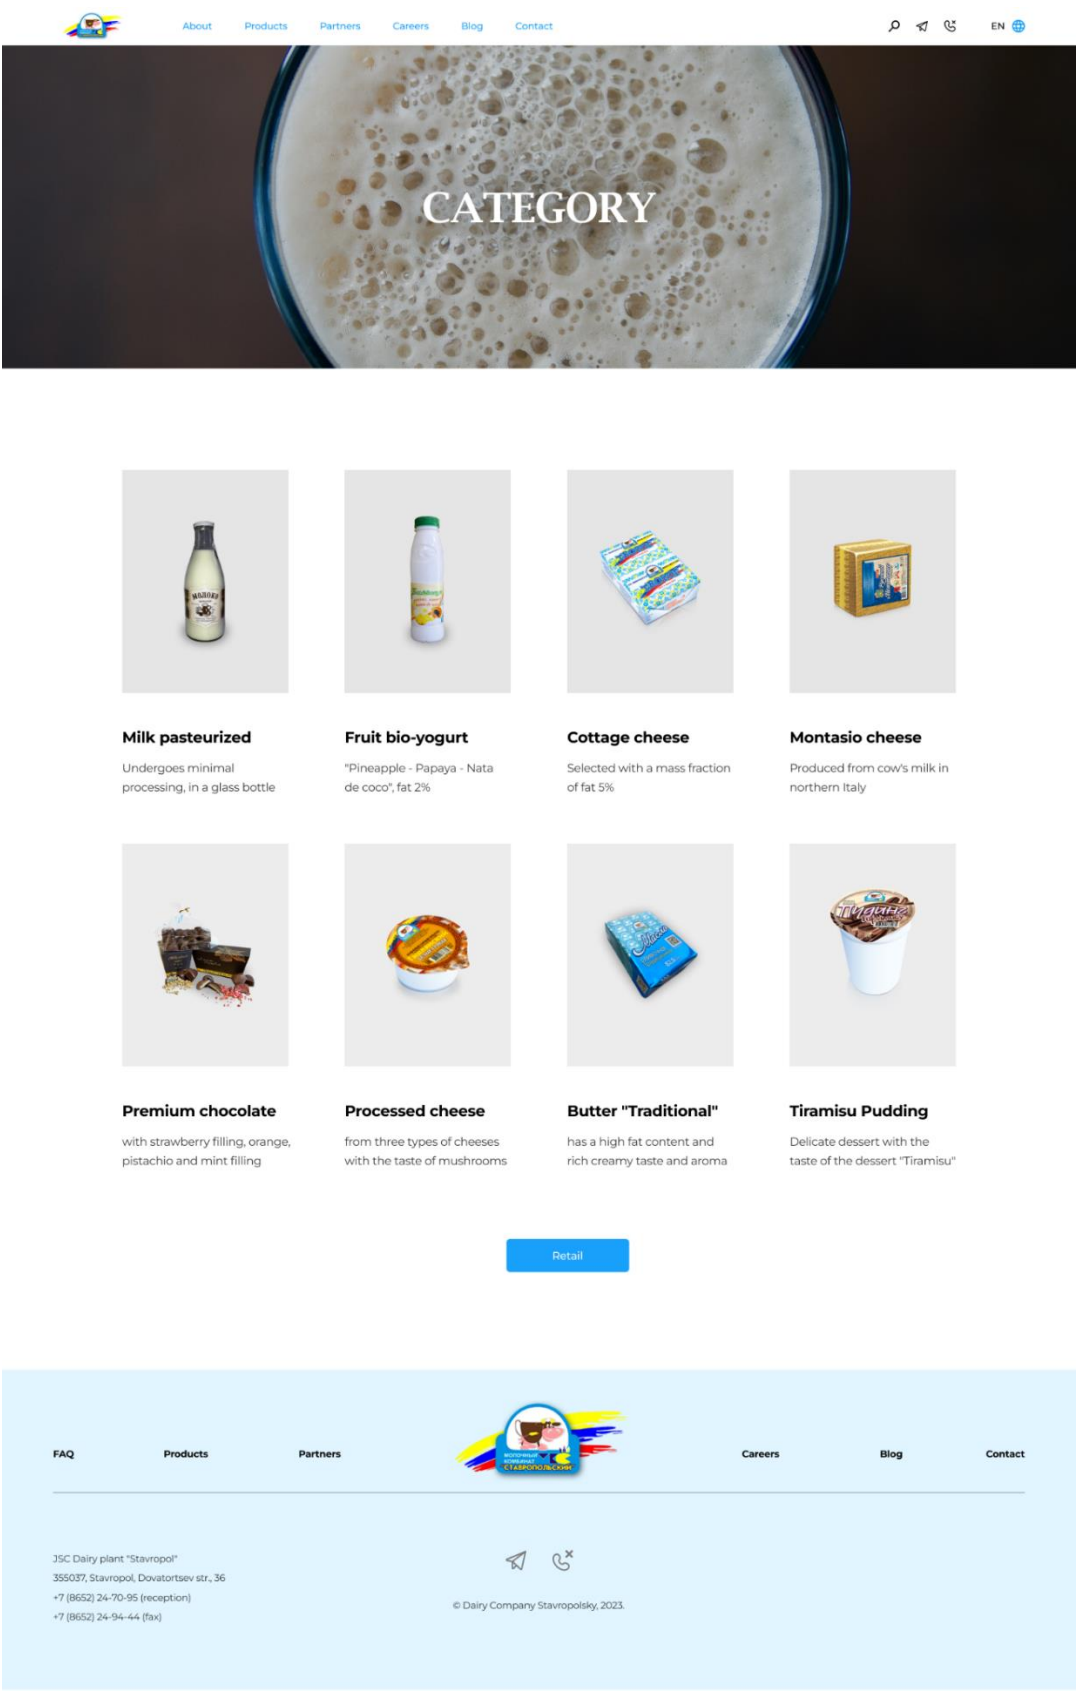 About Products Partners Careers Blog Contact EN
CATEGORY
МОЛОКО
Milk pasteurized
Fruit bio-yogurt
Cottage cheese
Montasio cheese
Undergoes minimal
processing, in a glass bottle
"Pineapple - Papaya - Nata
de coco", fat 2%
Selected with a mass fraction
of fat 5%
Produced from cow's milk in
northern Italy
Пудинг
Premium chocolate
Processed cheese
Butter "Traditional"
Tiramisu Pudding
with strawberry filling, orange,
pistachio and mint filling
from three types of cheeses
with the taste of mushrooms
has a high fat content and
rich creamy taste and aroma
Delicate dessert with the
taste of the dessert "Tiramisu"
Retail
FAQ Products Partners
МОЛОЧНЫЙ
КОМБИНАТ
СТАВРОПОЛЬСКИЙ
Careers Blog Contact
JSC Dairy plant "Stavropol"
355037, Stavropol, Dovatortsev str., 36
+7 (8652) 24-70-95 (reception)
+7 (8652) 24-94-44 (fax)
© Dairy Company Stavropolsky, 2023.